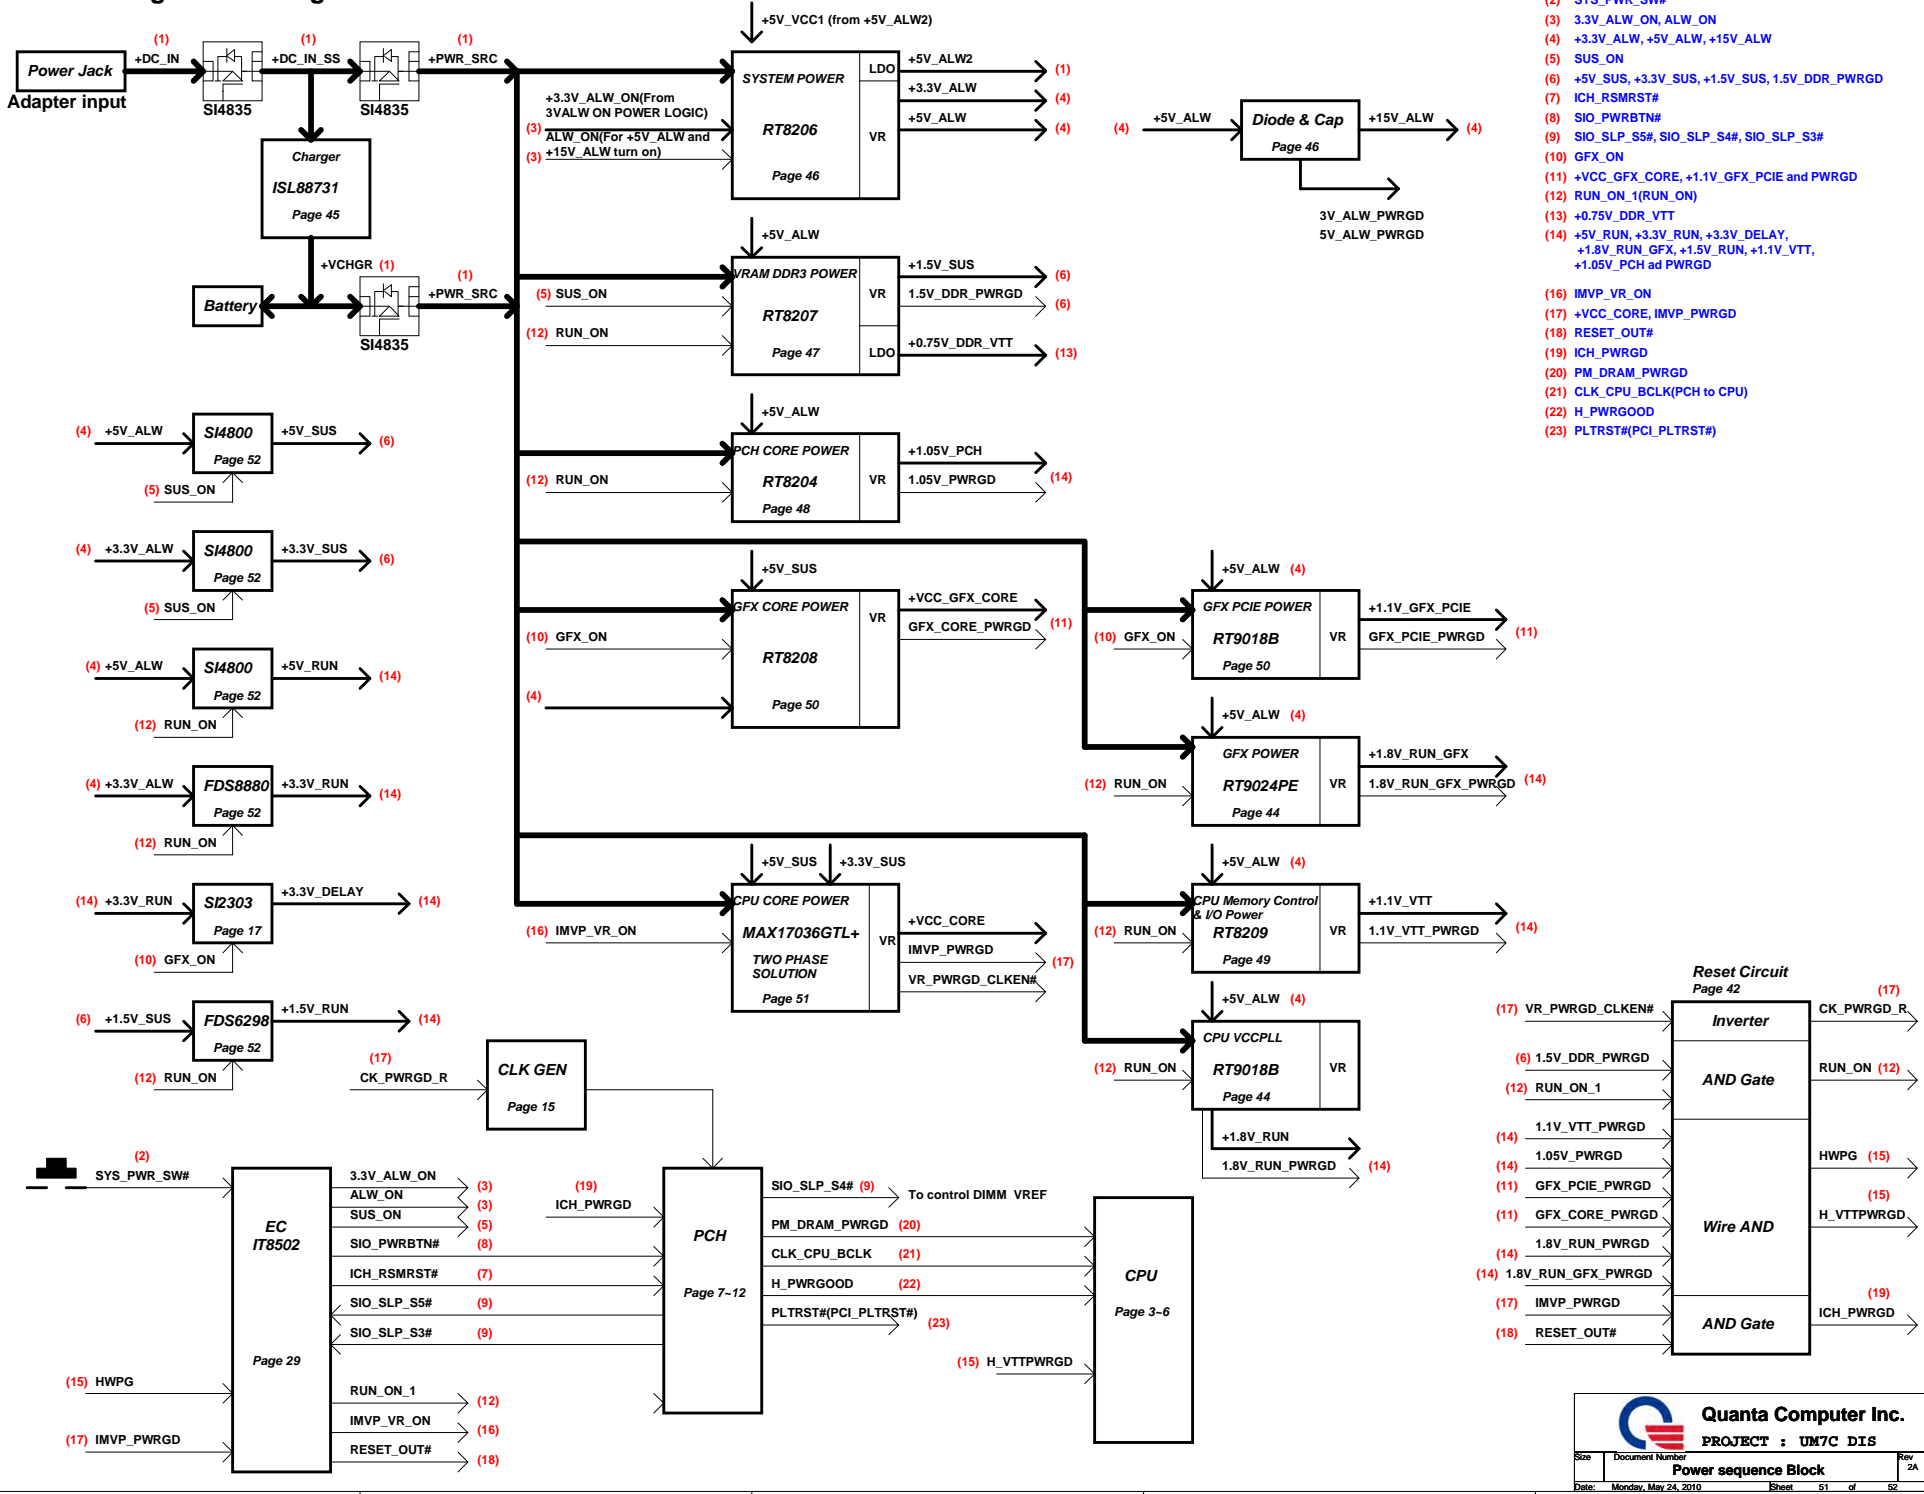 +5V_VCC1 (from +5V_ALW2)
(1)
(1)
(1)
+DC_IN
+DC_IN_SS
+PWR_SRC
Power Jack
Adapter input
SI4835
SI4835
Charger
ISL88731
Page 45
+VCHGR (1)
(1)
+PWR_SRC
Battery
SI4835
SYSTEM POWER
RT8206
Page 46
LDO
VR
+3.3V_ALW_ON(From
3VALW ON POWER LOGIC)
(3)
ALW_ON(For +5V_ALW and
(3) +15V_ALW turn on)
+5V_ALW2
(1)
+3.3V_ALW
(4)
+5V_ALW
(4)
(4)
+5V_ALW
Diode & Cap
Page 46
+15V_ALW
(4)
3V_ALW_PWRGD
5V_ALW_PWRGD
(3) 3.3V_ALW_ON, ALW_ON
(4) +3.3V_ALW, +5V_ALW, +15V_ALW
(5) SUS_ON
(6) +5V_SUS, +3.3V_SUS, +1.5V_SUS, 1.5V_DDR_PWRGD
(7) ICH_RSMRST#
(8) SIO_PWRBTN#
(9) SIO_SLP_S5#, SIO_SLP_S4#, SIO_SLP_S3#
(10) GFX_ON
(11) +VCC_GFX_CORE, +1.1V_GFX_PCIE and PWRGD
(12) RUN_ON_1(RUN_ON)
(13) +0.75V_DDR_VTT
(14) +5V_RUN, +3.3V_RUN, +3.3V_DELAY,
+1.8V_RUN_GFX, +1.5V_RUN, +1.1V_VTT,
+1.05V_PCH ad PWRGD
(16) IMVP_VR_ON
(17) +VCC_CORE, IMVP_PWRGD
(18) RESET_OUT#
(19) ICH_PWRGD
(20) PM_DRAM_PWRGD
(21) CLK_CPU_BCLK(PCH to CPU)
(22) H_PWRGOOD
(23) PLTRST#(PCI_PLTRST#)
+5V_ALW
VRAM DDR3 POWER
RT8207
Page 47
VR
LDO
(5) SUS_ON
(12) RUN_ON
+1.5V_SUS
(6)
1.5V_DDR_PWRGD
(6)
+0.75V_DDR_VTT
(13)
+5V_ALW
PCH CORE POWER
RT8204
Page 48
VR
(12) RUN_ON
+1.05V_PCH
1.05V_PWRGD
(14)
(4) +5V_ALW
SI4800
Page 52
+5V_SUS
(6)
(5) SUS_ON
(4) +3.3V_ALW
SI4800
Page 52
+3.3V_SUS
(6)
(5) SUS_ON
(4) +5V_ALW
SI4800
Page 52
+5V_RUN
(14)
(12) RUN_ON
(4) +3.3V_ALW
FDS8880
Page 52
+3.3V_RUN
(14)
(12) RUN_ON
(14) +3.3V_RUN
SI2303
Page 17
+3.3V_DELAY
(14)
(10) GFX_ON
(6) +1.5V_SUS
FDS6298
Page 52
+1.5V_RUN
(14)
(12) RUN_ON
+5V_SUS
GFX CORE POWER
RT8208
Page 50
VR
(10) GFX_ON
(4)
+VCC_GFX_CORE
GFX_CORE_PWRGD
(11)
+5V_ALW (4)
GFX PCIE POWER
RT9018B
Page 50
VR
(10) GFX_ON
+1.1V_GFX_PCIE
GFX_PCIE_PWRGD
(11)
+5V_ALW (4)
GFX POWER
RT9024PE
Page 44
VR
(12) RUN_ON
+1.8V_RUN_GFX
1.8V_RUN_GFX_PWRGD
(14)
+5V_SUS
+3.3V_SUS
CPU CORE POWER
MAX17036GTL+
TWO PHASE
SOLUTION
Page 51
VR
(16) IMVP_VR_ON
+VCC_CORE
IMVP_PWRGD
(17)
VR_PWRGD_CLKEN#
+5V_ALW (4)
CPU Memory Control
& I/O Power
RT8209
Page 49
VR
(12) RUN_ON
+1.1V_VTT
1.1V_VTT_PWRGD
(14)
+5V_ALW (4)
CPU VCCPLL
RT9018B
Page 44
VR
(12) RUN_ON
+1.8V_RUN
1.8V_RUN_PWRGD
(14)
(17)
CK_PWRGD_R
CLK GEN
Page 15
(2)
SYS_PWR_SW#
EC
IT8502
Page 29
3.3V_ALW_ON
(3)
ALW_ON
(3)
SUS_ON
(5)
SIO_PWRBTN#
(8)
ICH_RSMRST#
(7)
SIO_SLP_S5#
(9)
SIO_SLP_S3#
(9)
RUN_ON_1
(12)
IMVP_VR_ON
(16)
RESET_OUT#
(18)
(15) HWPG
(17) IMVP_PWRGD
(19)
ICH_PWRGD
PCH
Page 7~12
SIO_SLP_S4# (9)
To control DIMM VREF
PM_DRAM_PWRGD (20)
CLK_CPU_BCLK (21)
H_PWRGOOD (22)
PLTRST#(PCI_PLTRST#)
(23)
(15) H_VTTPWRGD
CPU
Page 3~6
Reset Circuit
Page 42
(17) VR_PWRGD_CLKEN#
Inverter
(17)
CK_PWRGD_R
(6) 1.5V_DDR_PWRGD
(12) RUN_ON_1
AND Gate
RUN_ON (12)
1.1V_VTT_PWRGD
(14)
1.05V_PWRGD
(14)
(11) GFX_PCIE_PWRGD
(11) GFX_CORE_PWRGD
1.8V_RUN_PWRGD
(14)
(14) 1.8V_RUN_GFX_PWRGD
Wire AND
HWPG (15)
(15)
H_VTTPWRGD
(17) IMVP_PWRGD
(18) RESET_OUT#
AND Gate
(19)
ICH_PWRGD
Quanta Computer Inc.
PROJECT : UM7C DIS
Size
Document Number
Rev
Power sequence Block
2A
Date: Monday, May 24, 2010
Sheet 51 of 52